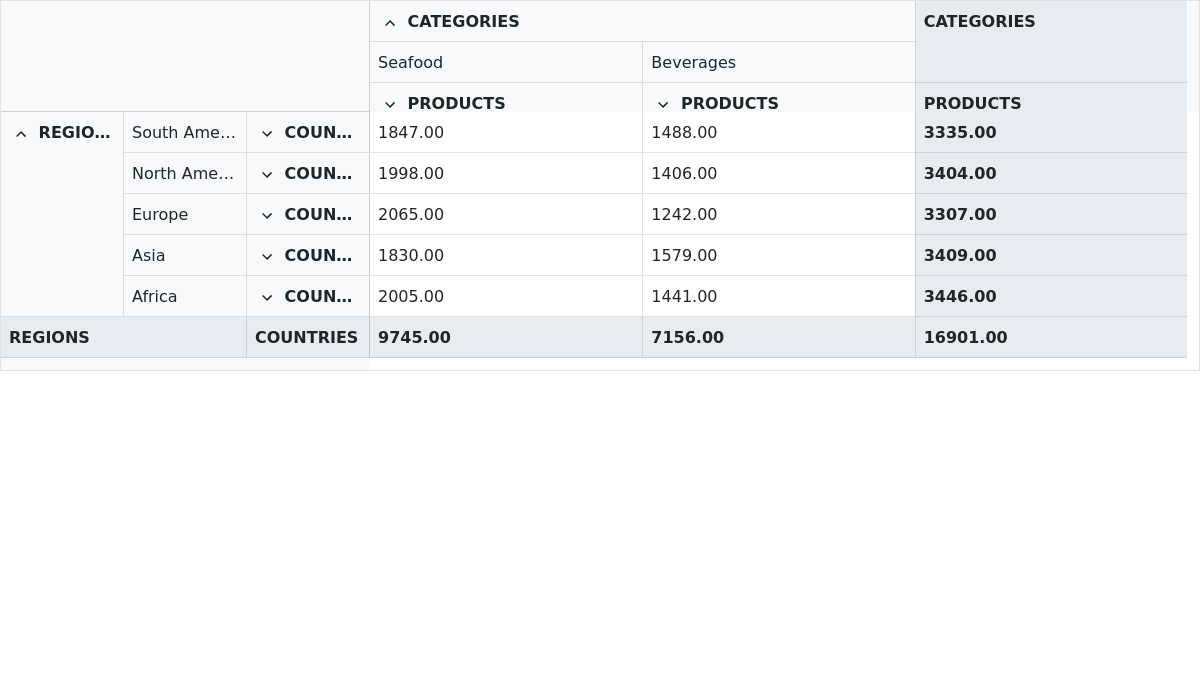 CATEGORIES CATEGORIES
Seafood Beverages
PRODUCTS PRODUCTS PRODUCTS
REGIO... South Ame... COUN... 1847.00 1488.00 3335.00
North Ame... COUN... 1998.00 1406.00 3404.00
Europe COUN... 2065.00 1242.00 3307.00
Asia COUN... 1830.00 1579.00 3409.00
Africa COUN... 2005.00 1441.00 3446.00
REGIONS COUNTRIES 9745.00 7156.00 16901.00